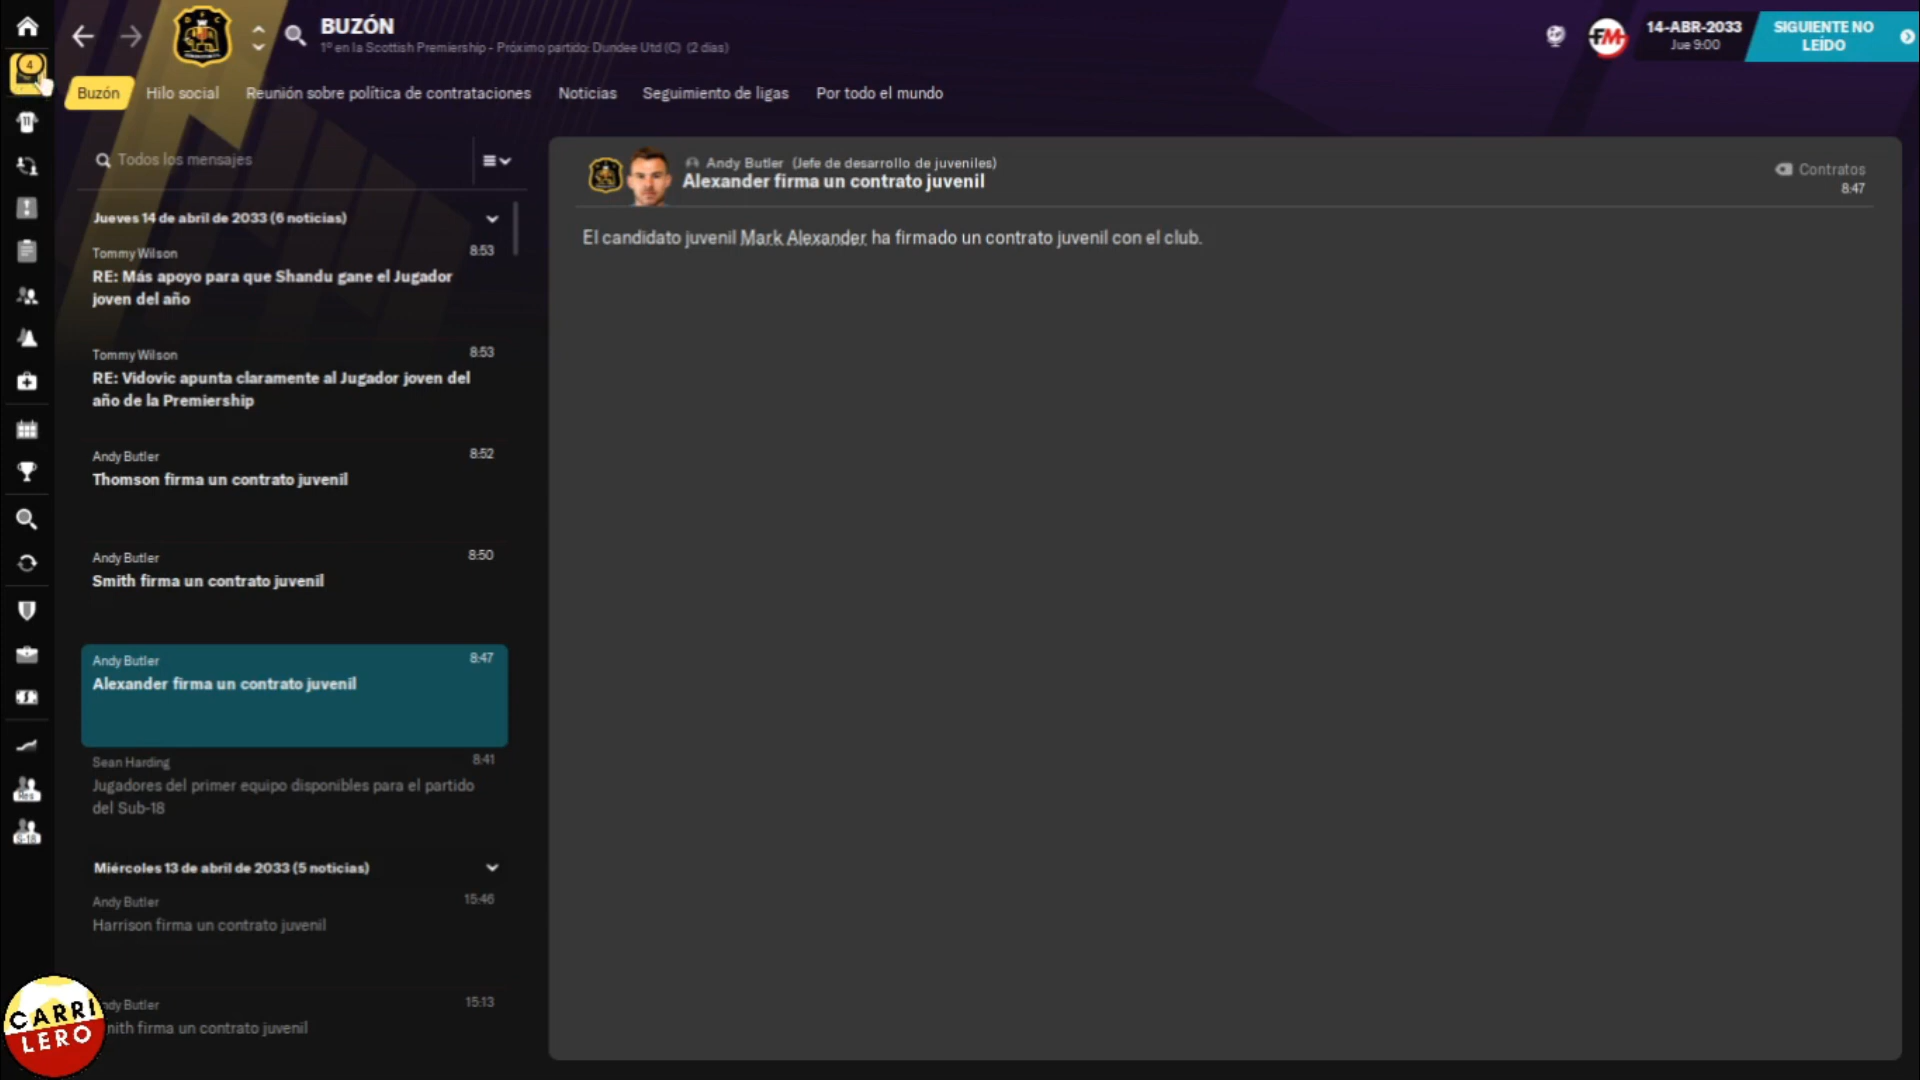 BUZÓN
1º en la Scottish Premiership - Próximo partido: Dundee Utd (C) (2 días)
14-ABR-2033
Jue 9:00
SIGUIENTE NO LEÍDO
4
Buzón
Hilo social
Reunión sobre política de contrataciones
Noticias
Seguimiento de ligas
Por todo el mundo
Todos los mensajes
Jueves 14 de abril de 2033 (6 noticias)
Tommy Wilson 8:53
RE: Más apoyo para que Shandu gane el Jugador
joven del año
Tommy Wilson 8:53
RE: Vidovic apunta claramente al Jugador joven del
año de la Premiership
Andy Butler 8:52
Thomson firma un contrato juvenil
Andy Butler 8:50
Smith firma un contrato juvenil
Andy Butler 8:47
Alexander firma un contrato juvenil
Sean Harding 8:41
Jugadores del primer equipo disponibles para el partido
del Sub-18
Miércoles 13 de abril de 2033 (5 noticias)
Andy Butler 15:46
Harrison firma un contrato juvenil
Butler 15:13
firma un contrato juvenil
Andy Butler (Jefe de desarrollo de juveniles)
Alexander firma un contrato juvenil
Contratos
8:47
El candidato juvenil Mark Alexander ha firmado un contrato juvenil con el club.
FM
11
Res
S-18
CARRI
LERO